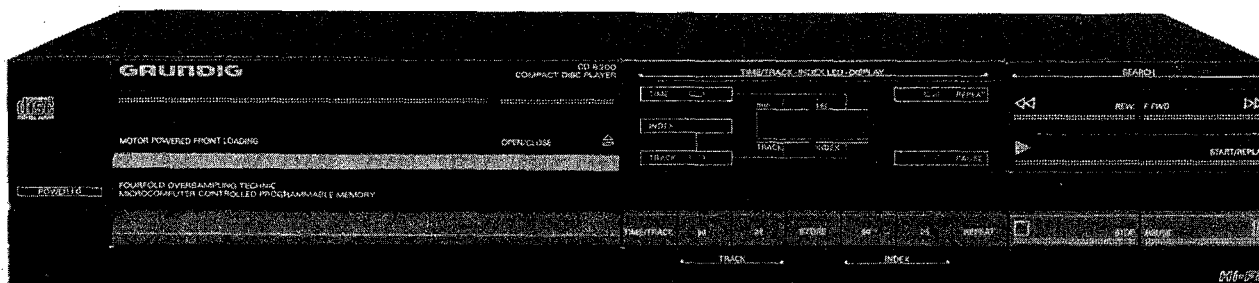 GRUNDIG
CD 8200
COMPACT DISC PLAYER
MOTOR POWERED FRONT LOADING
OPEN/CLOSE
FOURFOLD OVERSAMPLING TECHNIC
MICROCOMPUTER CONTROLLED PROGRAMMABLE MEMORY
POWER
TIME/TRACK-INDEX LED-DISPLAY
TIME
REPEAT
INDEX
TRACK INDEX
TRACK
PAUSE
TIME/TRACK
STORE
REPEAT
TRACK
INDEX
SEARCH
REW. F.FWD
START/REPLAY
STOP
PAUSE